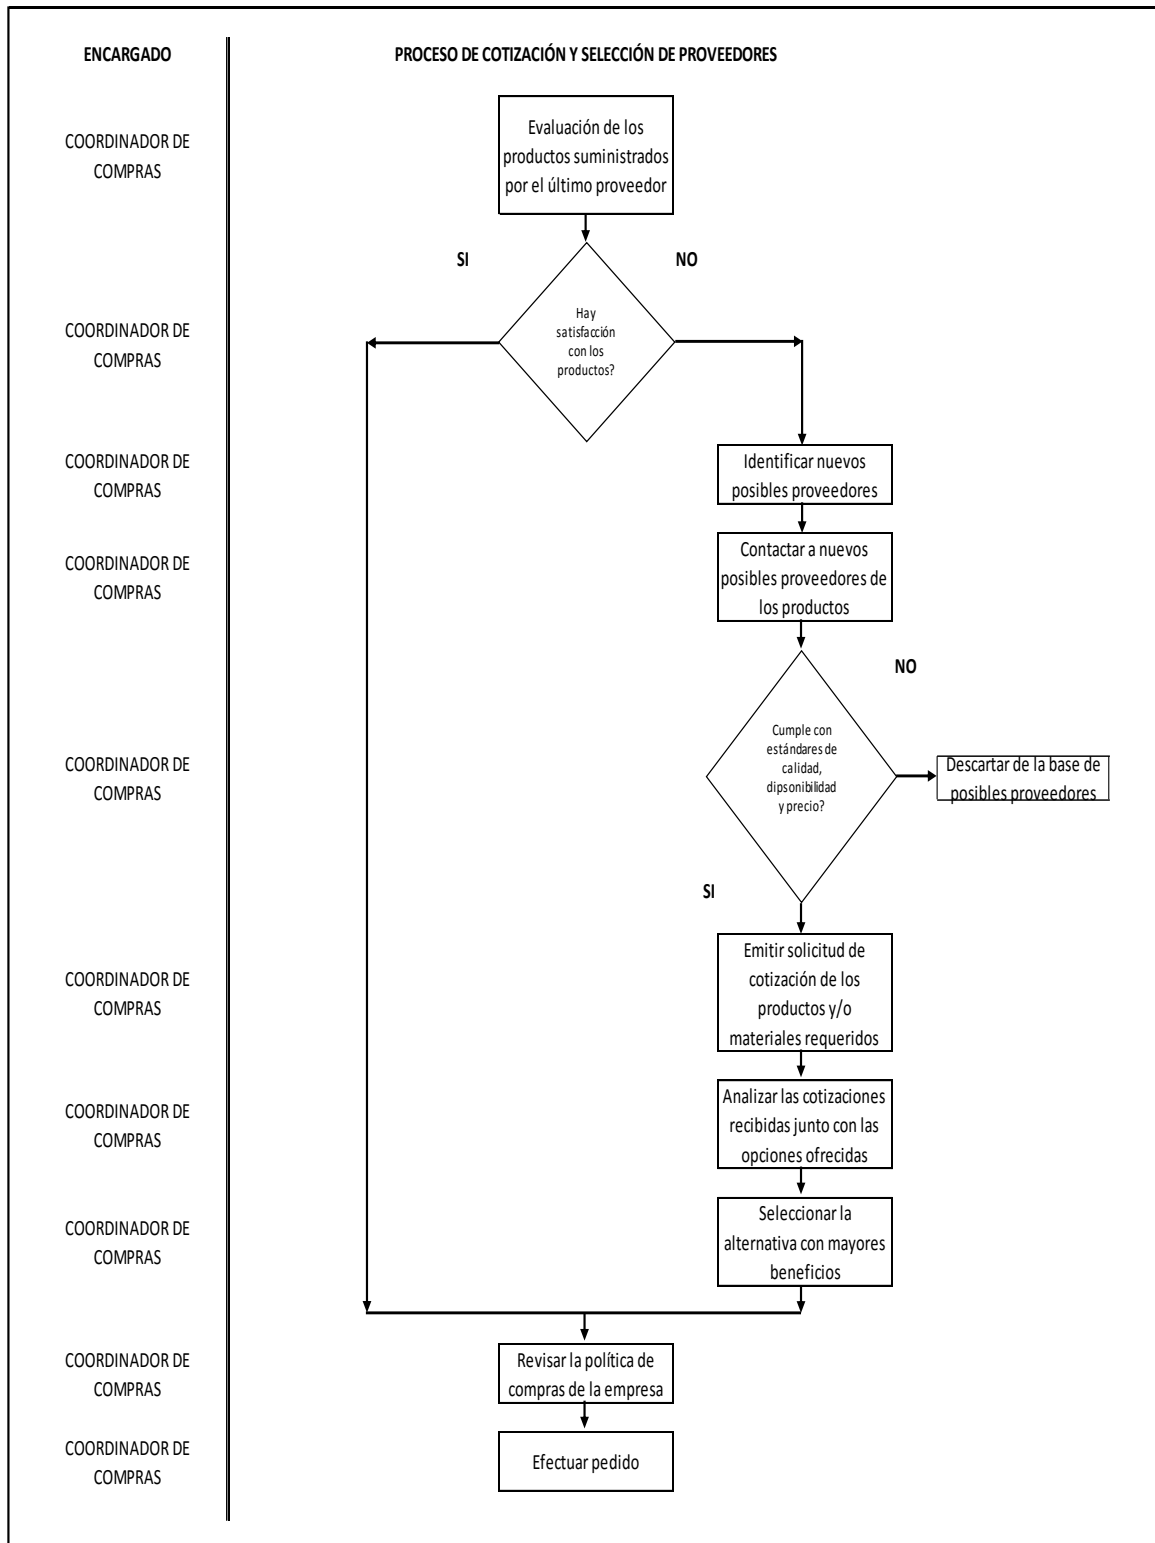 ENCARGADO
PROCESO DE COTIZACIÓN Y SELECCIÓN DE PROVEEDORES
COORDINADOR DE
COMPRAS
Evaluación de los
productos suministrados
por el último proveedor
SI
NO
COORDINADOR DE
COMPRAS
Hay
satisfacción
con los
productos?
COORDINADOR DE
COMPRAS
Identificar nuevos
posibles proveedores
COORDINADOR DE
COMPRAS
Contactar a nuevos
posibles proveedores de
los productos
NO
COORDINADOR DE
COMPRAS
Cumple con
estándares de
calidad,
dipsonibilidad
y precio?
Descartar de la base de
posibles proveedores
SI
COORDINADOR DE
COMPRAS
Emitir solicitud de
cotización de los
productos y/o
materiales requeridos
COORDINADOR DE
COMPRAS
Analizar las cotizaciones
recibidas junto con las
opciones ofrecidas
COORDINADOR DE
COMPRAS
Seleccionar la
alternativa con mayores
beneficios
COORDINADOR DE
COMPRAS
Revisar la política de
compras de la empresa
COORDINADOR DE
COMPRAS
Efectuar pedido